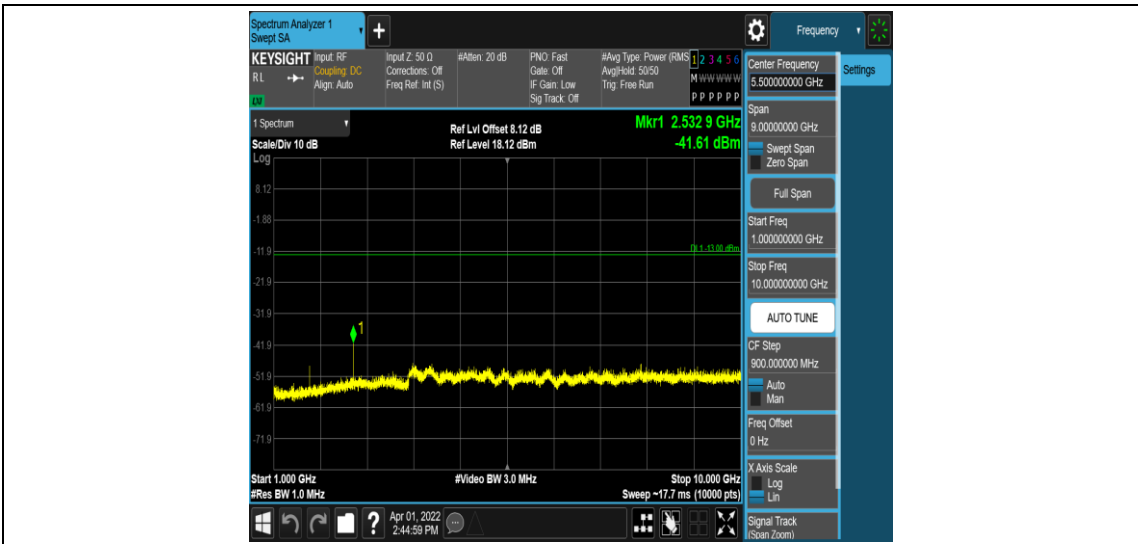 Spectrum Analyzer 1
Swept SA
+
Frequency
KEYSIGHT
RL
LXI
Input: RF
Coupling: DC
Align: Auto
Input Z: 50 Ω
Corrections: Off
Freq Ref: Int (S)
#Atten: 20 dB
PNO: Fast
Gate: Off
IF Gain: Low
Sig Track: Off
#Avg Type: Power (RMS
Avg|Hold: 50/50
Trig: Free Run
1 2 3 4 5 6
M W W W W W
P P P P P P
1 Spectrum
Scale/Div 10 dB
Log
Ref Lvl Offset 8.12 dB
Ref Level 18.12 dBm
Mkr1 2.532 9 GHz
-41.61 dBm
8.12
-1.88
-11.9
DL1 -13.00 dBm
-21.9
-31.9
1
-41.9
-51.9
-61.9
-71.9
Start 1.000 GHz
#Res BW 1.0 MHz
#Video BW 3.0 MHz
Stop 10.000 GHz
Sweep ~17.7 ms (10000 pts)
?
Apr 01, 2022
2:44:59 PM
Center Frequency
5.500000000 GHz
Settings
Span
9.00000000 GHz
Swept Span
Zero Span
Full Span
Start Freq
1.000000000 GHz
Stop Freq
10.000000000 GHz
AUTO TUNE
CF Step
900.000000 MHz
Auto
Man
Freq Offset
0 Hz
X Axis Scale
Log
Lin
Signal Track
(Span Zoom)